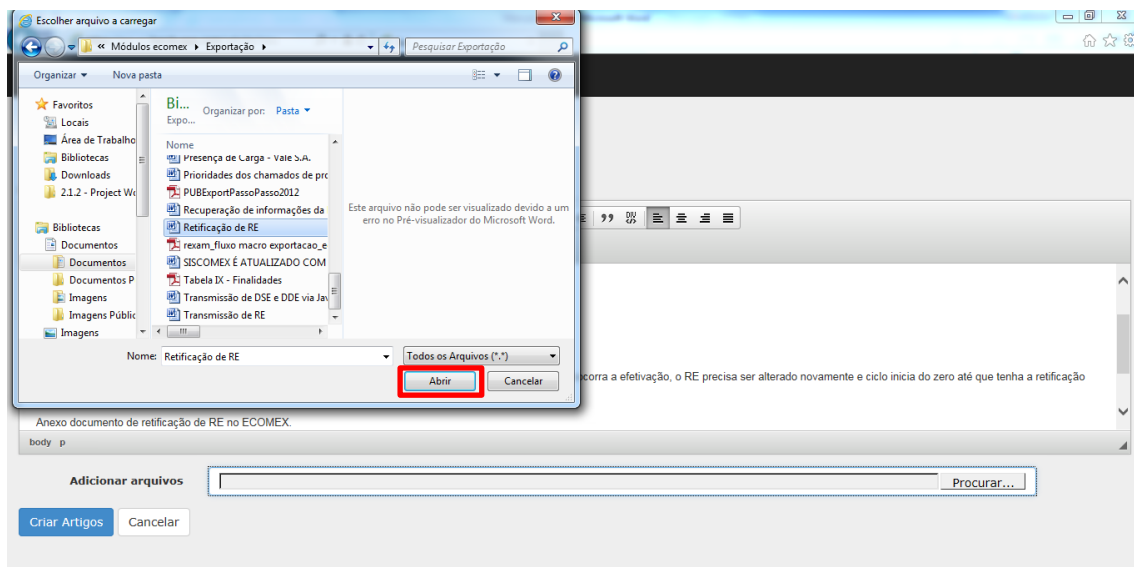 Escolher arquivo a carregar
« Módulos ecomex ▸ Exportação ▸
Pesquisar Exportação
Organizar ▾ Nova pasta
Favoritos
Locais
Área de Trabalho
Bibliotecas
Downloads
2.1.2 - Project Wo
Bibliotecas
Documentos
Documentos
Documentos P
Imagens
Imagens Públic
Imagens
Bi...
Expo...
Organizar por: Pasta ▾
Nome
Presença de Carga - Vale S.A.
Prioridades dos chamados de pro
PUBExportPassoPasso2012
Recuperação de informações da
Retificação de RE
rexam_fluxo macro exportacao_e
SISCOMEX É ATUALIZADO COM
Tabela IX - Finalidades
Transmissão de DSE e DDE via Jav
Transmissão de RE
Este arquivo não pode ser visualizado devido a um
erro no Pré-visualizador do Microsoft Word.
Nome: Retificação de RE
Todos os Arquivos (*.*)
Abrir Cancelar
ocorra a efetivação, o RE precisa ser alterado novamente e ciclo inicia do zero até que tenha a retificação
Anexo documento de retificação de RE no ECOMEX.
body p
Adicionar arquivos
Procurar...
Criar Artigos Cancelar